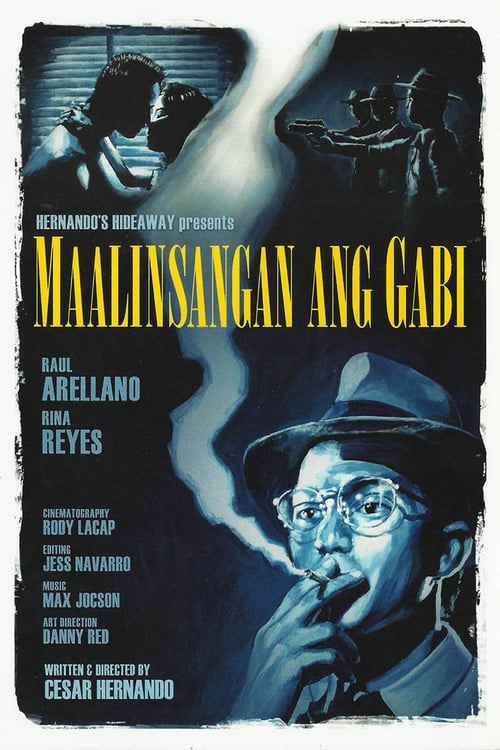 HERNANDO'S HIDEAWAY presents
MAALINSANGAN ANG GABI
RAUL
ARELLANO
RINA
REYES
CINEMATOGRAPHY
RODY LACAP
EDITING
JESS NAVARRO
MUSIC
MAX JOCSON
ART DIRECTION
DANNY RED
WRITTEN & DIRECTED BY
CESAR HERNANDO